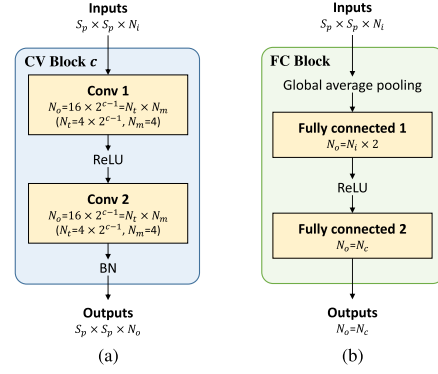 Inputs
S_p × S_p × N_i
CV Block c
Conv 1
N_o=16 × 2^{c−1}=N_t × N_m
(N_t=4 × 2^{c−1}, N_m=4)
ReLU
Conv 2
N_o=16 × 2^{c−1}=N_t × N_m
(N_t=4 × 2^{c−1}, N_m=4)
BN
Outputs
S_p × S_p × N_o
(a)
Inputs
S_p × S_p × N_i
FC Block
Global average pooling
Fully connected 1
N_o=N_i × 2
ReLU
Fully connected 2
N_o=N_c
Outputs
N_o=N_c
(b)